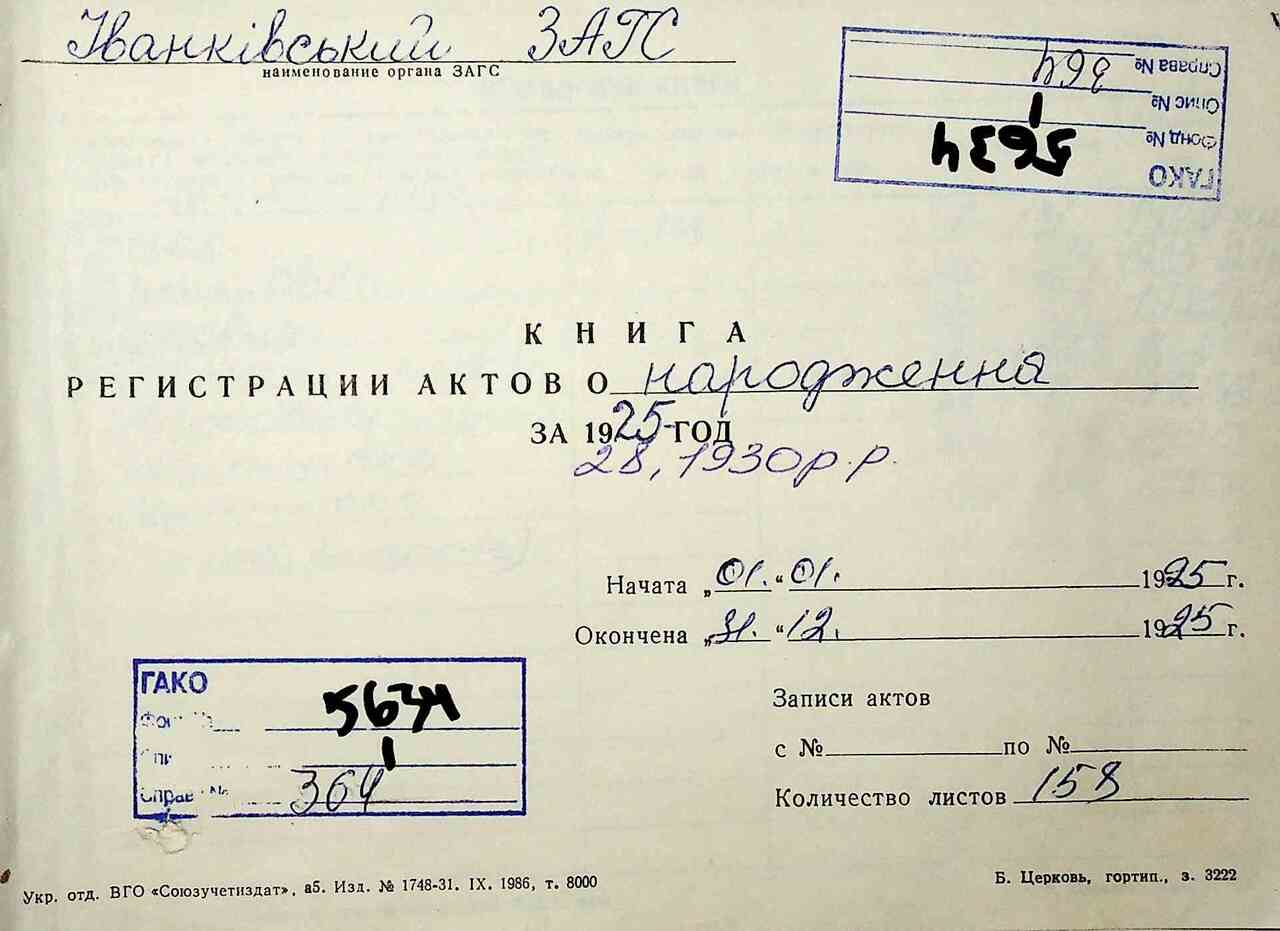 Іванківський ЗАГС
наименование органа ЗАГС
Справа № 364
Опис № 1
Фонд № 5634
ГАКО
КНИГА
РЕГИСТРАЦИИ АКТОВ О народження
ЗА 1925 ГОД
28, 1930 р.р.
Начата „01.“ 01. 1925 г.
Окончена „31.“ 12. 1925 г.
ГАКО
5634
1
Справ № 364
Записи актов
с № по №
Количество листов 158
Укр. отд. ВГО «Союзучетиздат», а5. Изд. № 1748-31. IX. 1986, т. 8000
Б. Церковь, гортип., з. 3222